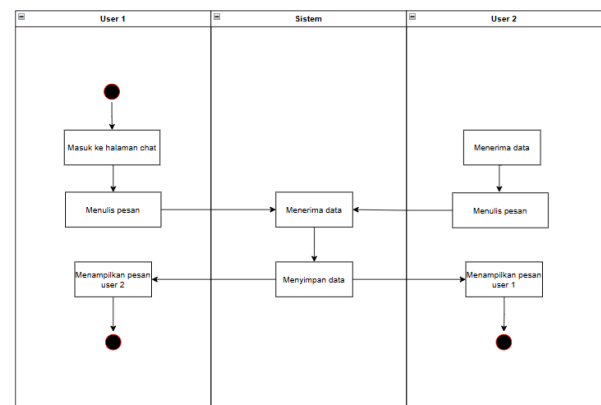 User 1
Sistem
User 2
Masuk ke halaman chat
Menerima data
Menulis pesan
Menerima data
Menulis pesan
Menampilkan pesan
user 2
Menyimpan data
Menampilkan pesan
user 1